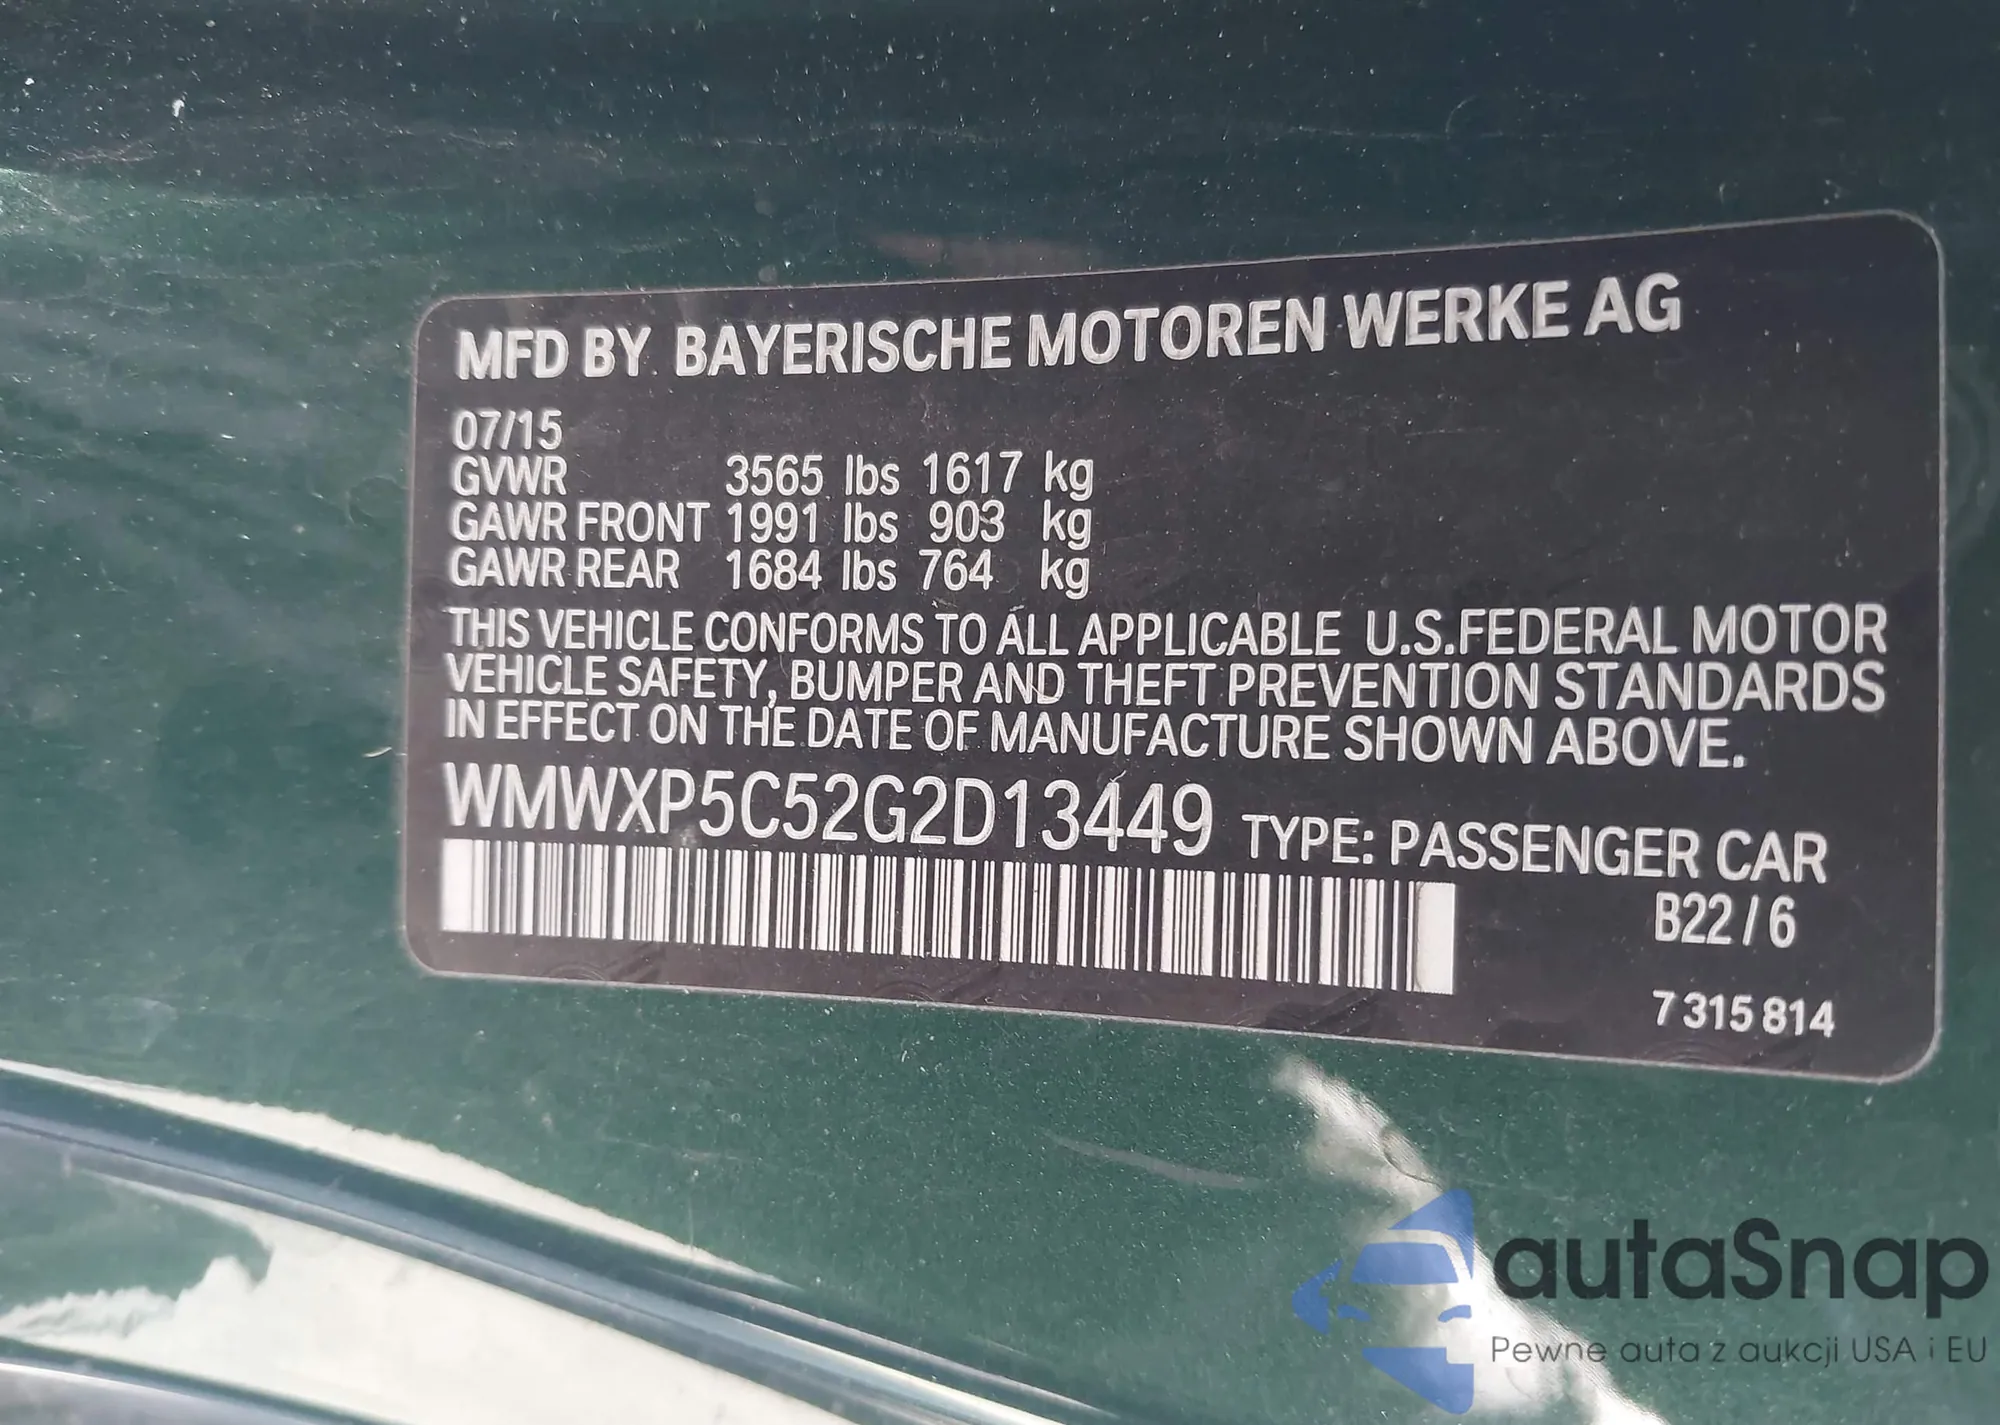 MFD BY BAYERISCHE MOTOREN WERKE AG
07/15
GVWR 3565 lbs 1617 kg
GAWR FRONT 1991 lbs 903 kg
GAWR REAR 1684 lbs 764 kg
THIS VEHICLE CONFORMS TO ALL APPLICABLE U.S.FEDERAL MOTOR
VEHICLE SAFETY, BUMPER AND THEFT PREVENTION STANDARDS
IN EFFECT ON THE DATE OF MANUFACTURE SHOWN ABOVE.
WMWXP5C52G2D13449 TYPE: PASSENGER CAR
B22 / 6
7 315 814
autaSnap
Pewne auta z aukcji USA i EU